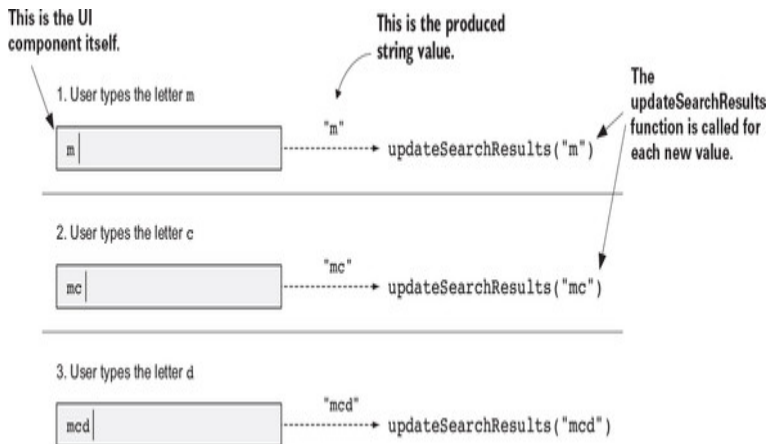 This is the UI
component itself.
This is the produced
string value.
The
updateSearchResults
function is called for
each new value.
1. User types the letter m
m
"m"
updateSearchResults("m")
2. User types the letter c
mc
"mc"
updateSearchResults("mc")
3. User types the letter d
mcd
"mcd"
updateSearchResults("mcd")